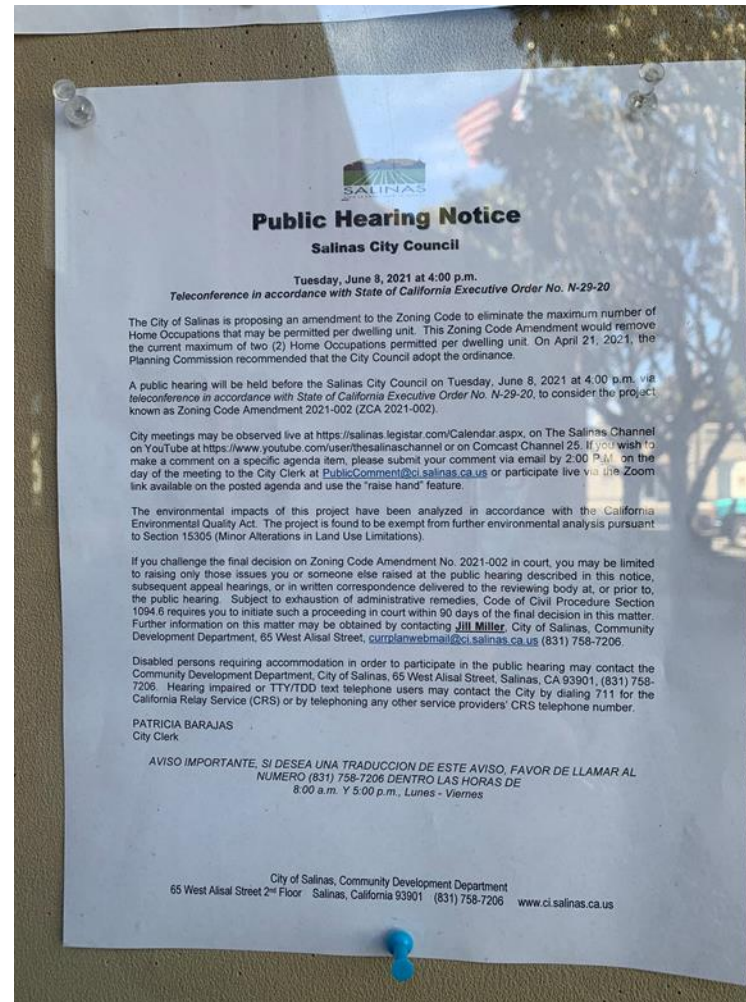 SALINAS
Public Hearing Notice
Salinas City Council
Tuesday, June 8, 2021 at 4:00 p.m.
Teleconference in accordance with State of California Executive Order No. N-29-20
The City of Salinas is proposing an amendment to the Zoning Code to eliminate the maximum number of
Home Occupations that may be permitted per dwelling unit. This Zoning Code Amendment would remove
the current maximum of two (2) Home Occupations permitted per dwelling unit. On April 21, 2021, the
Planning Commission recommended that the City Council adopt the ordinance.
A public hearing will be held before the Salinas City Council on Tuesday, June 8, 2021 at 4:00 p.m. via
teleconference in accordance with State of California Executive Order No. N-29-20, to consider the project
known as Zoning Code Amendment 2021-002 (ZCA 2021-002).
City meetings may be observed live at https://salinas.legistar.com/Calendar.aspx, on The Salinas Channel
on YouTube at https://www.youtube.com/user/thesalinaschannel or on Comcast Channel 25. If you wish to
make a comment on a specific agenda item, please submit your comment via email by 2:00 P.M. on the
day of the meeting to the City Clerk at PublicComment@ci.salinas.ca.us or participate live via the Zoom
link available on the posted agenda and use the "raise hand" feature.
The environmental impacts of this project have been analyzed in accordance with the California
Environmental Quality Act. The project is found to be exempt from further environmental analysis pursuant
to Section 15305 (Minor Alterations in Land Use Limitations).
If you challenge the final decision on Zoning Code Amendment No. 2021-002 in court, you may be limited
to raising only those issues you or someone else raised at the public hearing described in this notice,
subsequent appeal hearings, or in written correspondence delivered to the reviewing body at, or prior to,
the public hearing. Subject to exhaustion of administrative remedies, Code of Civil Procedure Section
1094.6 requires you to initiate such a proceeding in court within 90 days of the final decision in this matter.
Further information on this matter may be obtained by contacting Jill Miller, City of Salinas, Community
Development Department, 65 West Alisal Street, currplanwebmail@ci.salinas.ca.us (831) 758-7206.
Disabled persons requiring accommodation in order to participate in the public hearing may contact the
Community Development Department, City of Salinas, 65 West Alisal Street, Salinas, CA 93901, (831) 758-
7206. Hearing impaired or TTY/TDD text telephone users may contact the City by dialing 711 for the
California Relay Service (CRS) or by telephoning any other service providers' CRS telephone number.
PATRICIA BARAJAS
City Clerk
AVISO IMPORTANTE, SI DESEA UNA TRADUCCION DE ESTE AVISO, FAVOR DE LLAMAR AL
NUMERO (831) 758-7206 DENTRO LAS HORAS DE
8:00 a.m. Y 5:00 p.m., Lunes - Viernes
City of Salinas, Community Development Department
65 West Alisal Street 2nd Floor Salinas, California 93901 (831) 758-7206 www.ci.salinas.ca.us